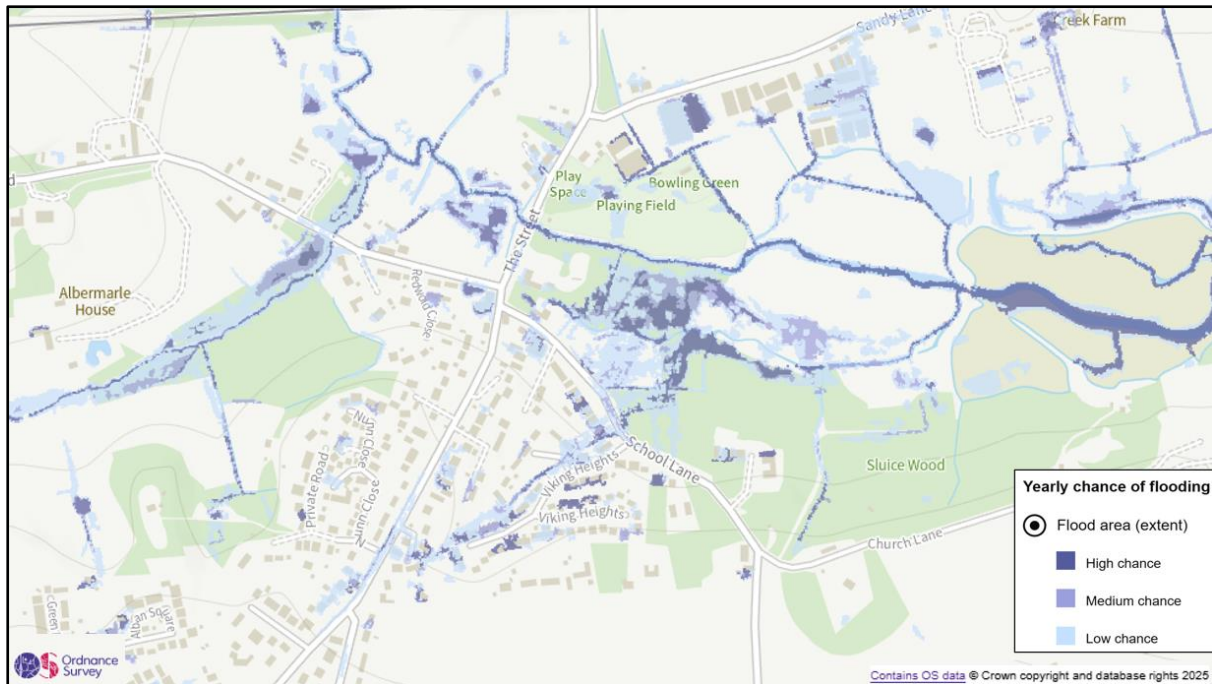 Sandy Lane
Creek Farm
Play
Space
Bowling Green
Playing Field
The Street
Redwold Close
Albermarle
House
Nunn Close
Private Road
Nunn Close
Viking Heights
School Lane
Viking Heights
Sluice Wood
Church Lane
Alban Square
Yearly chance of flooding
Flood area (extent)
High chance
Medium chance
Low chance
Ordnance
Survey
Contains OS data © Crown copyright and database rights 2025